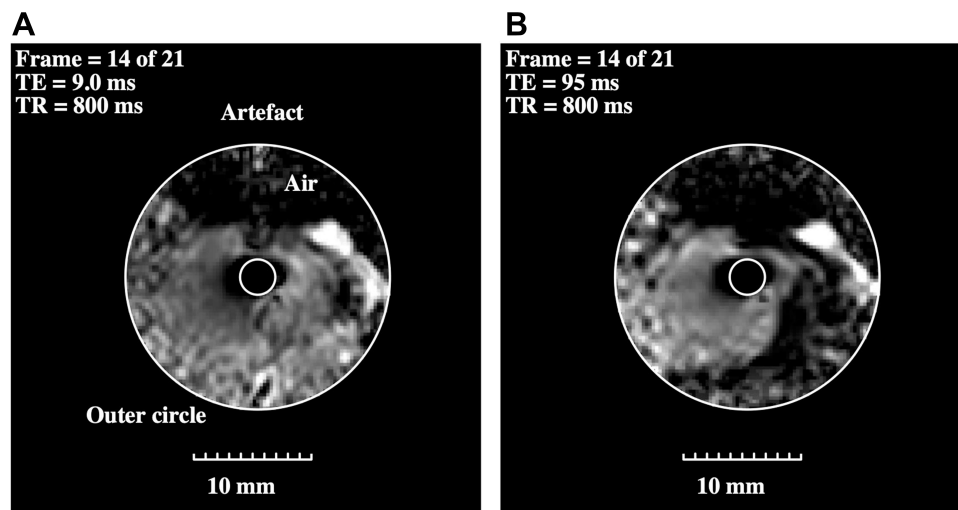 A
Frame = 14 of 21
TE = 9.0 ms
TR = 800 ms
Artefact
Air
Outer circle
10 mm
B
Frame = 14 of 21
TE = 95 ms
TR = 800 ms
10 mm